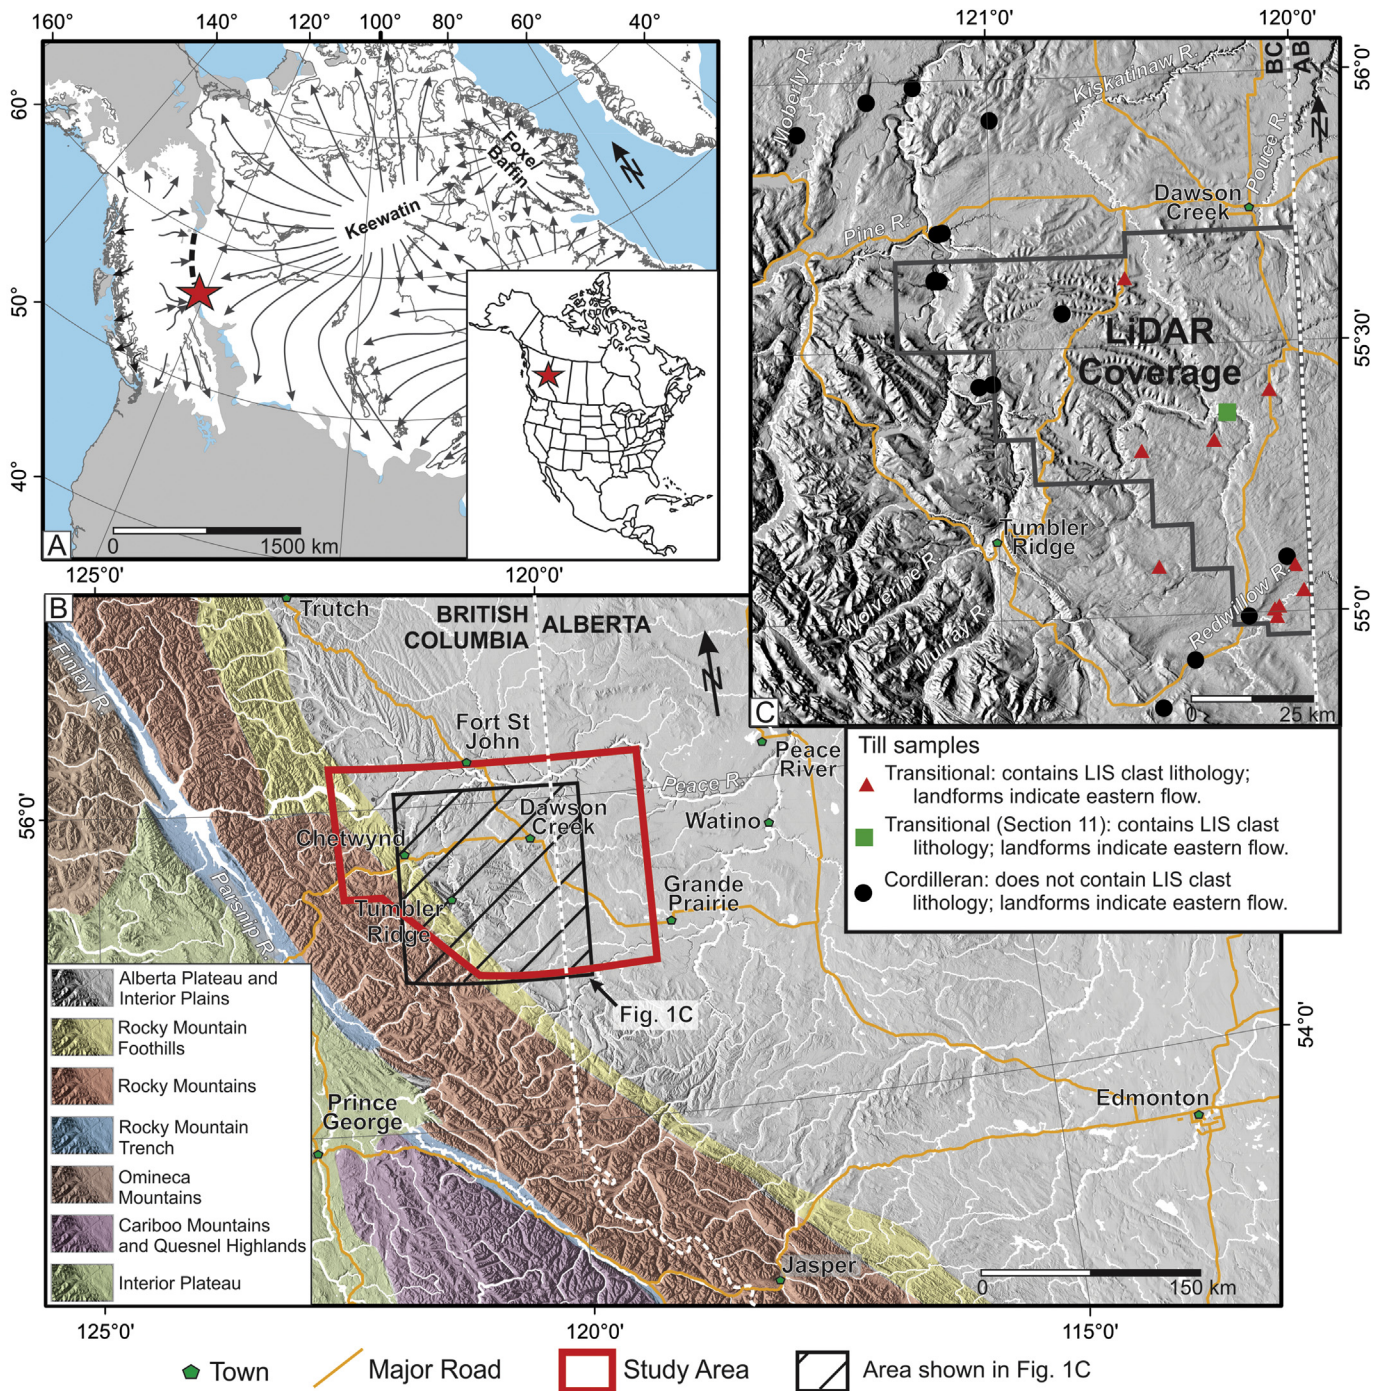 160°
140°
120°
100°
80°
60°
40°
60°
50°
40°
Foxe/
Baffin
Keewatin
N
0
1500 km
A
121°0'
120°0'
56°0'
55°30'
55°0'
Moberly R.
Kiskatinaw R.
BC
AB
N
Pouce R.
Dawson
Creek
Pine R.
LiDAR
Coverage
Tumbler
Ridge
Wolverine R.
Murray R.
Redwillow R.
C
0
25 km
125°0'
120°0'
B
Trutch
BRITISH
COLUMBIA
ALBERTA
Finlay R.
N
Fort St
John
Peace
River
Peace R.
56°0'
Dawson
Creek
Watino
Chetwynd
Grande
Prairie
Tumbler
Ridge
Parsnip R.
Fig. 1C
54°0'
Prince
George
Edmonton
Jasper
0
150 km
Till samples
Transitional: contains LIS clast lithology;
landforms indicate eastern flow.
Transitional (Section 11): contains LIS clast
lithology; landforms indicate eastern flow.
Cordilleran: does not contain LIS clast
lithology; landforms indicate eastern flow.
Alberta Plateau and
Interior Plains
Rocky Mountain
Foothills
Rocky Mountains
Rocky Mountain
Trench
Omineca
Mountains
Cariboo Mountains
and Quesnel Highlands
Interior Plateau
125°0'
120°0'
115°0'
Town
Major Road
Study Area
Area shown in Fig. 1C